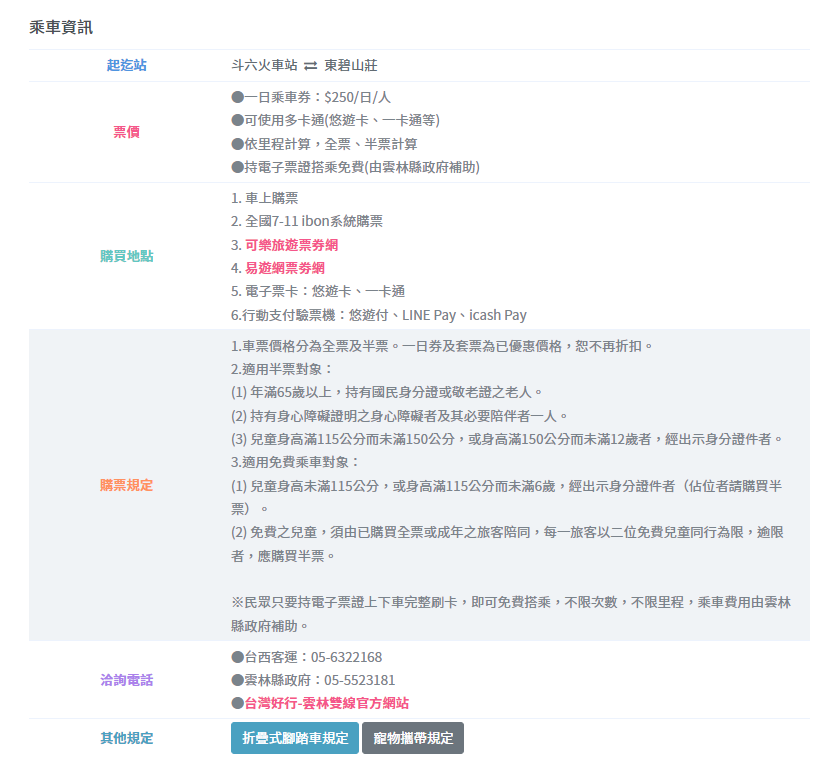 乘車資訊
起迄站
斗六火車站 ⇄ 東碧山莊
票價
●一日乘車券：$250/日/人
●可使用多卡通(悠遊卡、一卡通等)
●依里程計算，全票、半票計算
●持電子票證搭乘免費(由雲林縣政府補助)
購買地點
1. 車上購票
2. 全國7-11 ibon系統購票
3. 可樂旅遊票券網
4. 易遊網票券網
5. 電子票卡：悠遊卡、一卡通
6.行動支付驗票機：悠遊付、LINE Pay、icash Pay
購票規定
1.車票價格分為全票及半票。一日券及套票為已優惠價格，恕不再折扣。
2.適用半票對象：
(1) 年滿65歲以上，持有國民身分證或敬老證之老人。
(2) 持有身心障礙證明之身心障礙者及其必要陪伴者一人。
(3) 兒童身高滿115公分而未滿150公分，或身高滿150公分而未滿12歲者，經出示身分證件者。
3.適用免費乘車對象：
(1) 兒童身高未滿115公分，或身高滿115公分而未滿6歲，經出示身分證件者（佔位者請購買半
票）。
(2) 免費之兒童，須由已購買全票或成年之旅客陪同，每一旅客以二位免費兒童同行為限，逾限
者，應購買半票。
※民眾只要持電子票證上下車完整刷卡，即可免費搭乘，不限次數，不限里程，乘車費用由雲林
縣政府補助。
洽詢電話
●台西客運：05-6322168
●雲林縣政府：05-5523181
●台灣好行-雲林雙線官方網站
其他規定
折疊式腳踏車規定 寵物攜帶規定